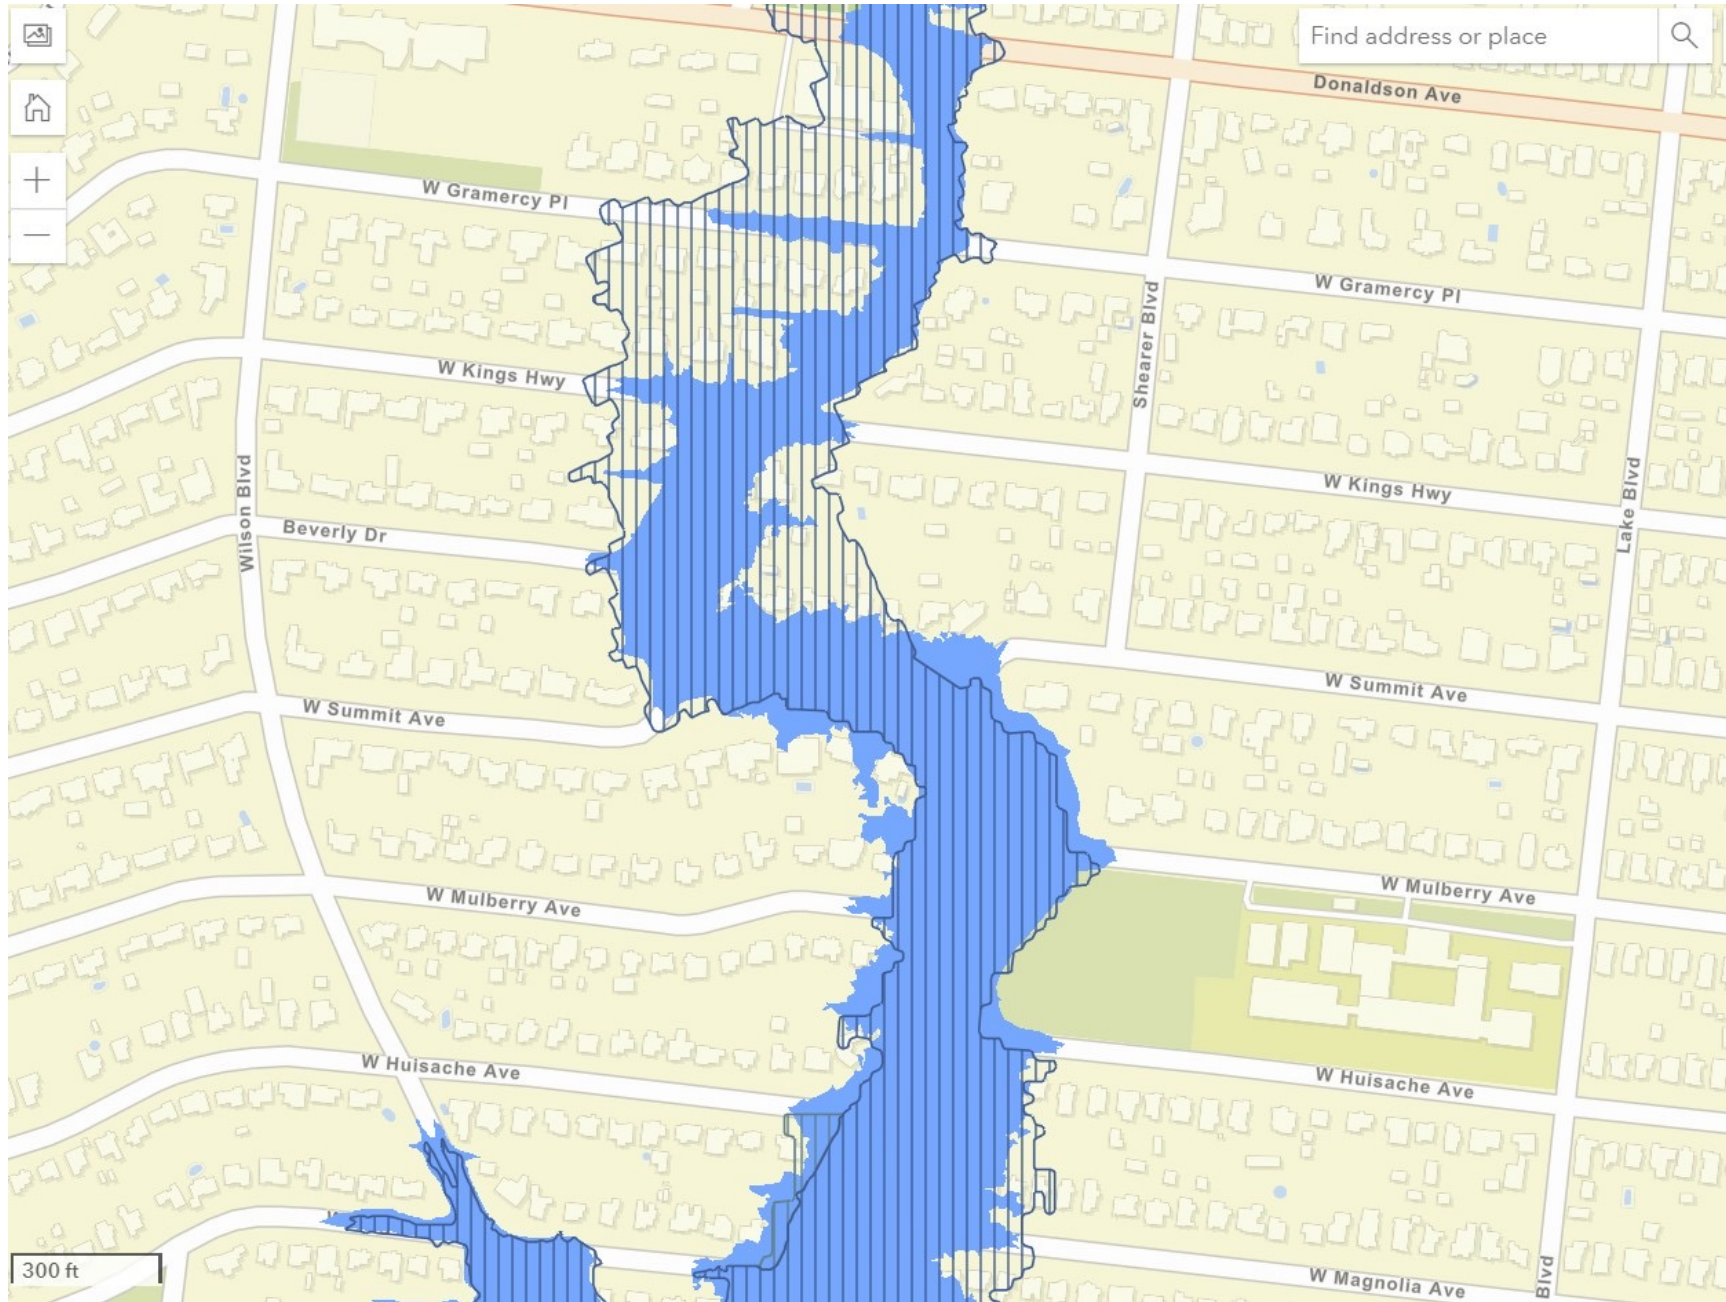 Find address or place
Donaldson Ave
W Gramercy Pl
W Gramercy Pl
Shearer Blvd
W Kings Hwy
Wilson Blvd
Lake Blvd
W Kings Hwy
Beverly Dr
W Summit Ave
W Summit Ave
W Mulberry Ave
W Mulberry Ave
W Huisache Ave
W Huisache Ave
300 ft
W Magnolia Ave
Blvd